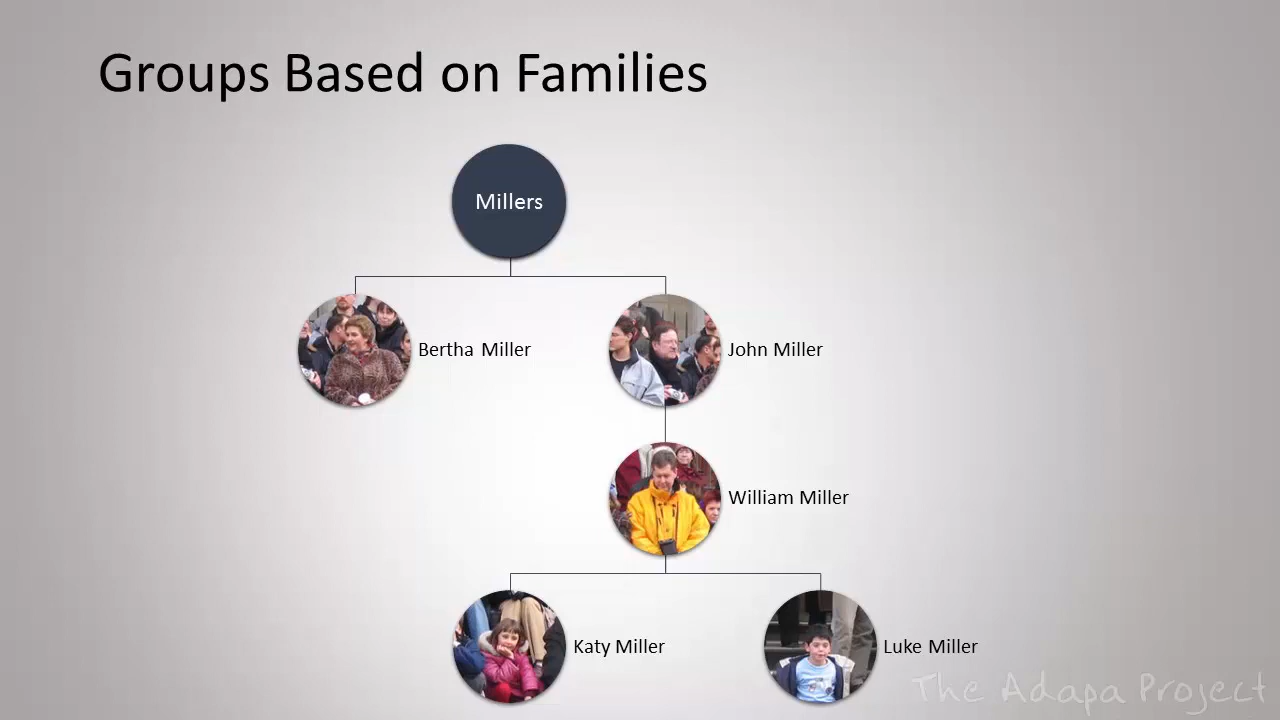 Groups Based on Families
Millers
Bertha Miller
John Miller
William Miller
Katy Miller
Luke Miller
The Adapa Project